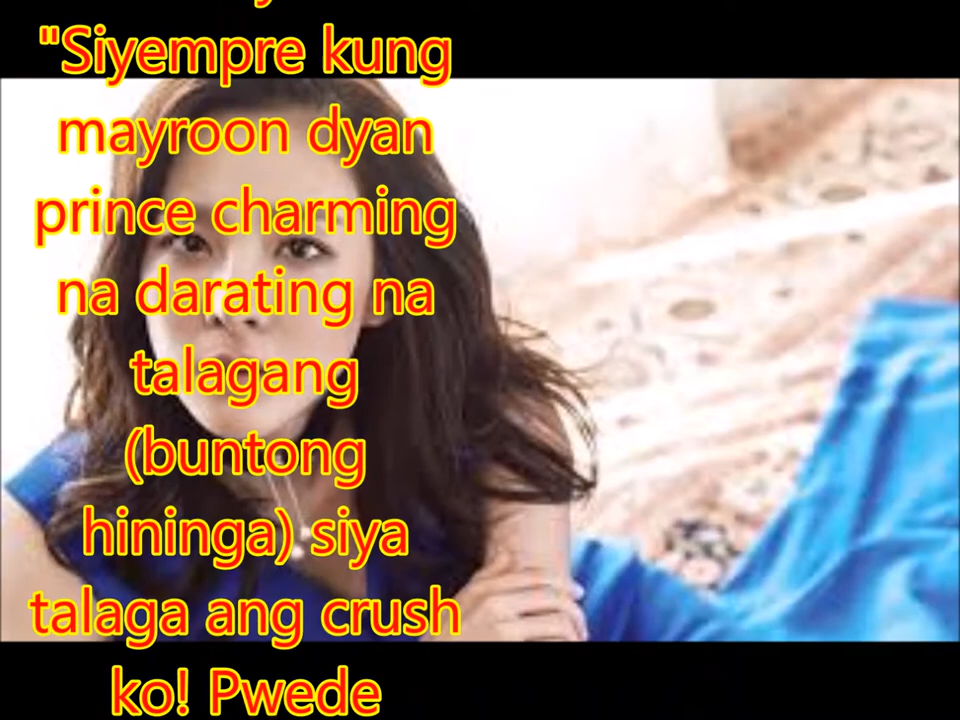 "Siyempre kung
mayroon dyan
prince charming
na darating na
talagang
(buntong
hininga) siya
talaga ang crush
ko! Pwede